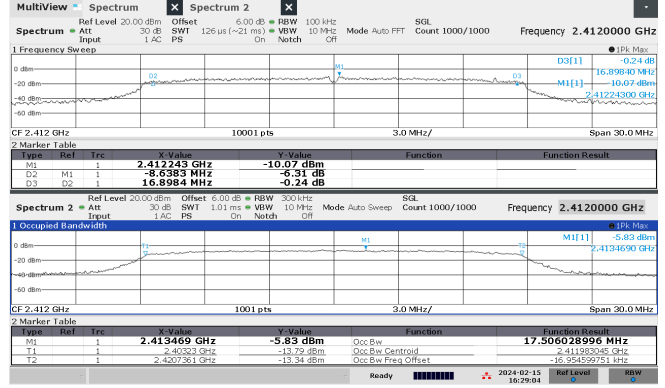 MultiView Spectrum X Spectrum 2 X
Ref Level 20.00 dBm Offset 6.00 dB RBW 100 kHz SGL
Spectrum Att 30 dB SWT 126 µs (~21 ms) VBW 10 MHz Mode Auto FFT Count 1000/1000 Frequency 2.4120000 GHz
Input 1 AC PS On Notch Off
1 Frequency Sweep 1Pk Max
D3[1] -0.24 dB
16.89840 MHz
M1[1] -10.07 dBm
2.41224300 GHz
0 dBm
M1
D2
D3
-20 dBm
-40 dBm
-60 dBm
CF 2.412 GHz 10001 pts 3.0 MHz/ Span 30.0 MHz
2 Marker Table
Type Ref Trc X-Value Y-Value Function Function Result
M1 1 2.412243 GHz -10.07 dBm
D2 M1 1 -8.6383 MHz -6.31 dB
D3 D2 1 16.8984 MHz -0.24 dB
Ref Level 20.00 dBm Offset 6.00 dB RBW 300 kHz SGL
Spectrum 2 Att 30 dB SWT 1.01 ms VBW 10 MHz Mode Auto Sweep Count 1000/1000 Frequency 2.4120000 GHz
Input 1 AC PS On Notch Off
1 Occupied Bandwidth 1Pk Max
M1[1] -5.83 dBm
2.4134690 GHz
0 dBm
T1
M1
T2
-20 dBm
-40 dBm
-60 dBm
CF 2.412 GHz 1001 pts 3.0 MHz/ Span 30.0 MHz
2 Marker Table
Type Ref Trc X-Value Y-Value Function Function Result
M1 1 2.413469 GHz -5.83 dBm Occ Bw 17.506028996 MHz
T1 1 2.40323 GHz -13.79 dBm Occ Bw Centroid 2.411983045 GHz
T2 1 2.4207361 GHz -13.34 dBm Occ Bw Freq Offset -16.954599751 kHz
Ready 2024-02-15 16:29:04 Ref Level RBW